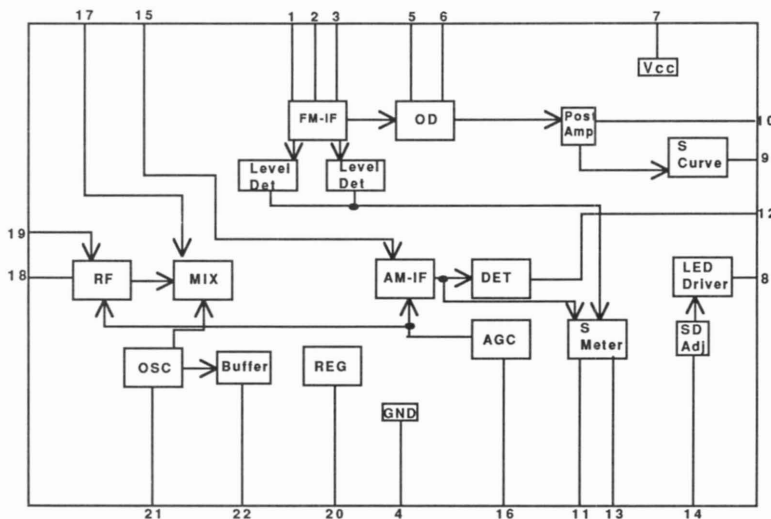 17 15 1 2 3 5 6 7
Vcc
FM-IF OD Post
Amp
10
S
Curve
9
Level
Det
Level
Det
12
19
18
RF MIX AM-IF DET LED
Driver
8
S
Meter
SD
Adj
OSC Buffer REG AGC
GND
21 22 20 4 16 11 13 14